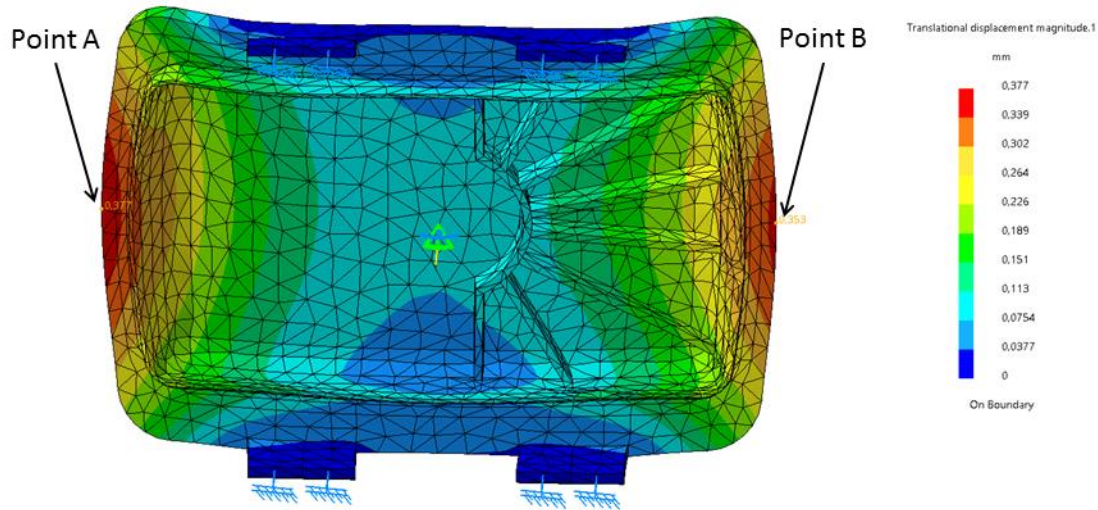 Point A
Point B
0,377
0,353
Translational displacement magnitude.1
mm
0,377
0,339
0,302
0,264
0,226
0,189
0,151
0,113
0,0754
0,0377
0
On Boundary